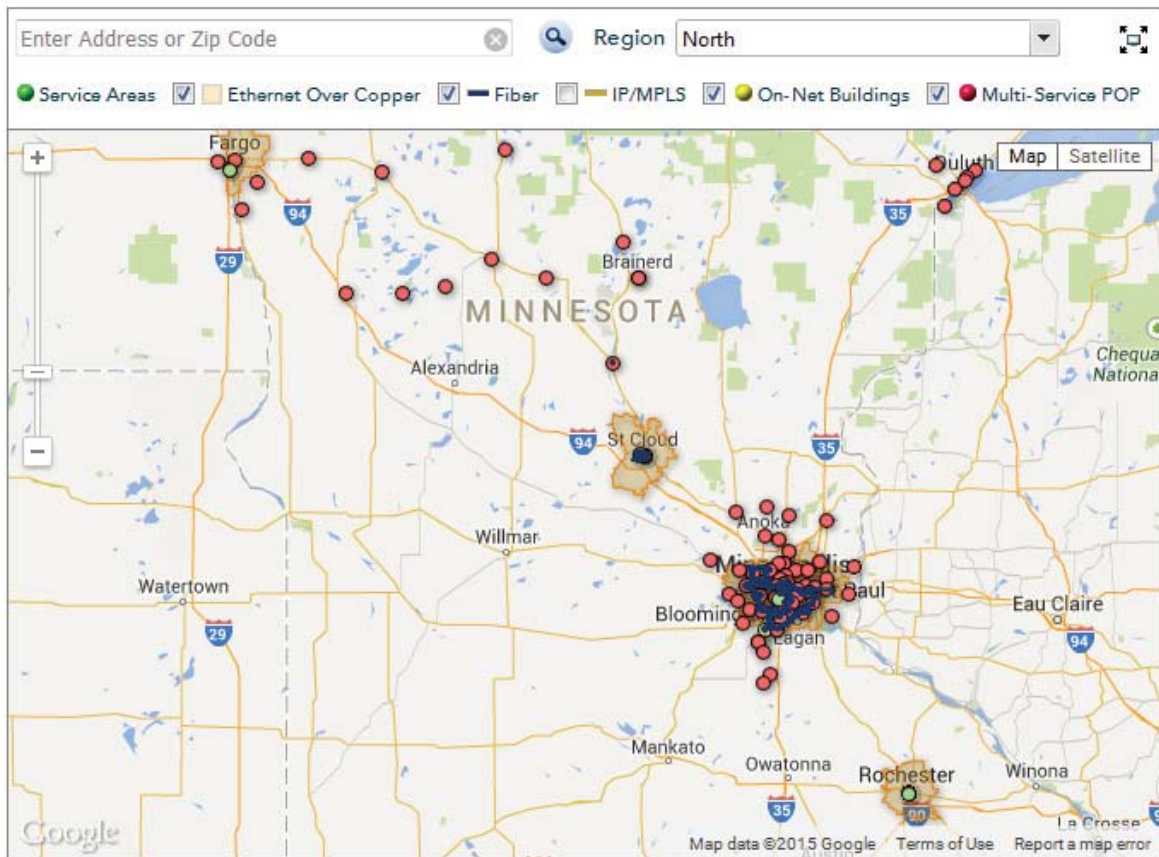 Enter Address or Zip Code
Region
North
Service Areas
Ethernet Over Copper
Fiber
IP/MPLS
On-Net Buildings
Multi-Service POP
Fargo
Duluth
Map
Satellite
94
35
29
Brainerd
MINNESOTA
Chequa
National
Alexandria
St Cloud
94
35
Anoka
Willmar
Watertown
Paul
Blooming
Eagan
Eau Claire
29
94
Mankato
Owatonna
Rochester
Winona
35
90
La Crosse
Google
Map data ©2015 Google
Terms of Use
Report a map error